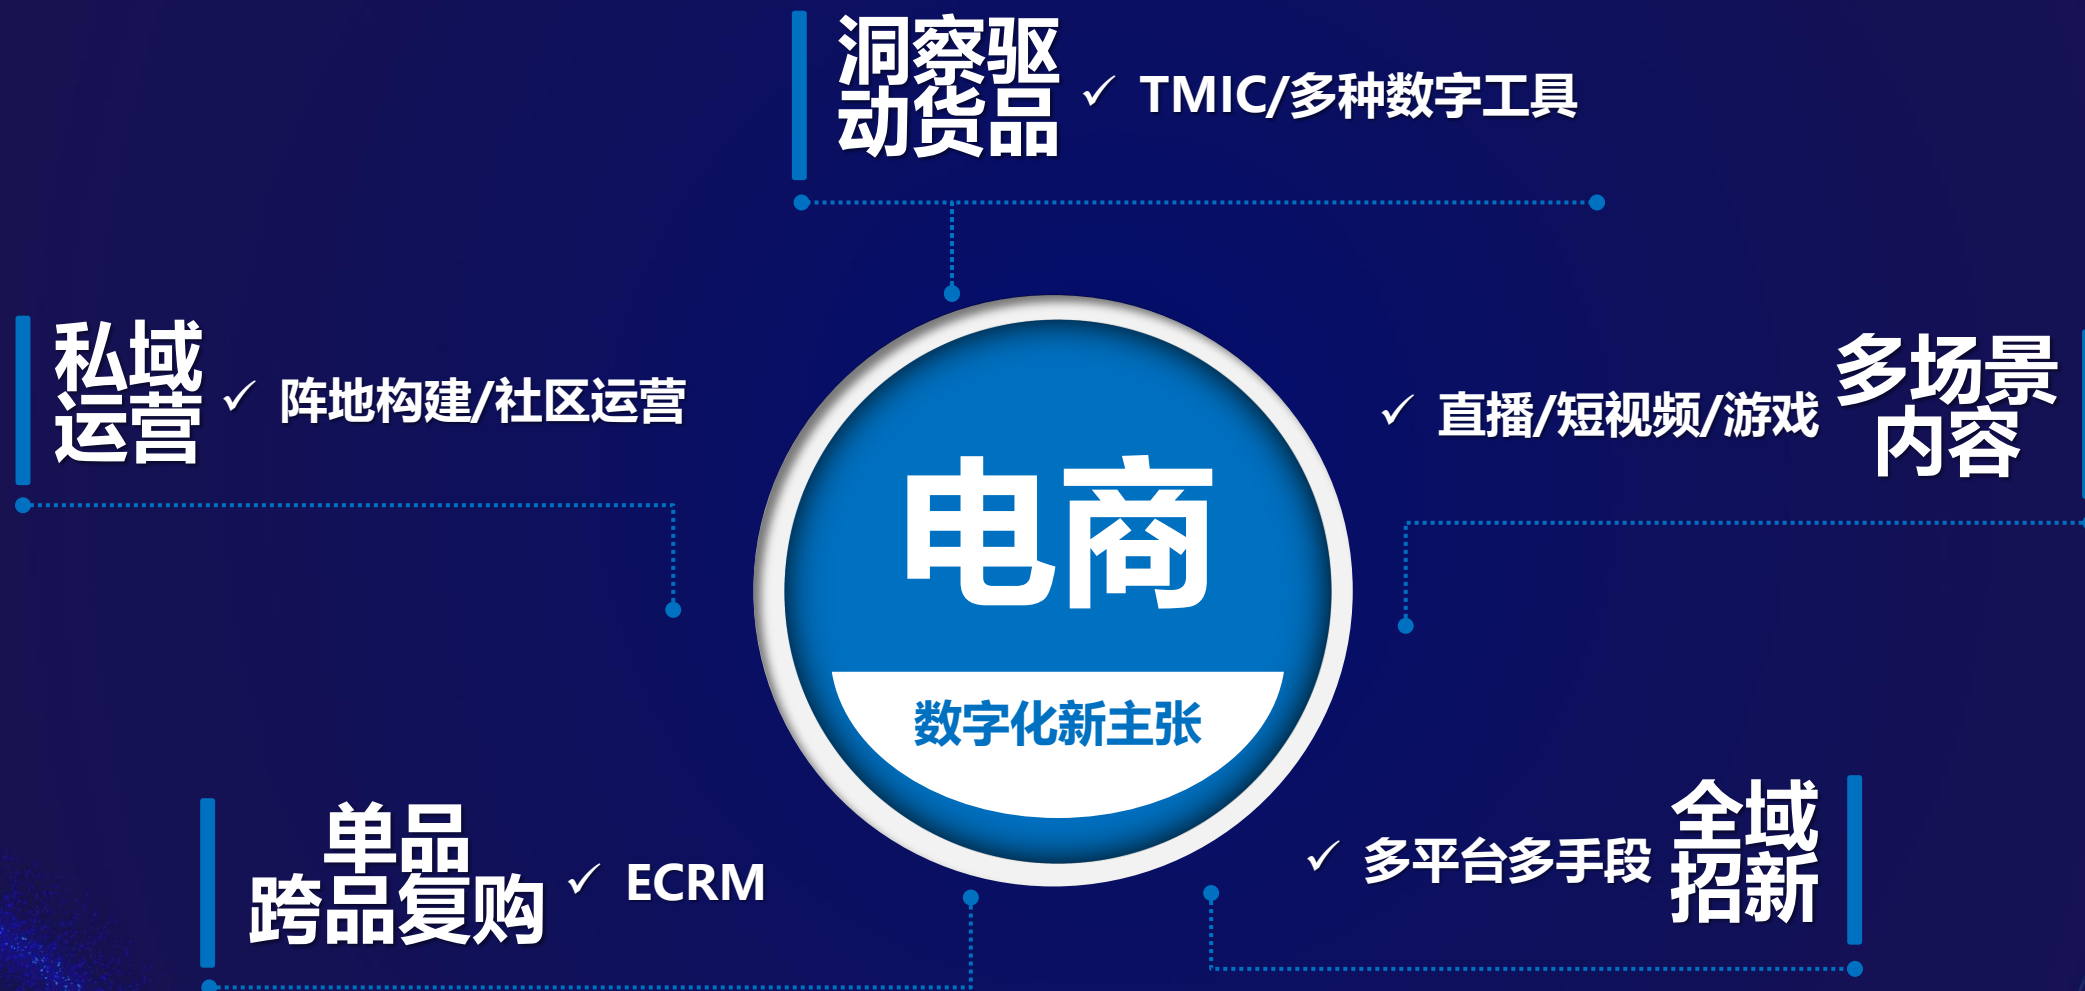 洞察驱
动货品
✓ TMIC/多种数字工具
私域
运营
✓ 阵地构建/社区运营
✓ 直播/短视频/游戏
多场景
内容
电商
数字化新主张
单品
跨品复购
✓ ECRM
✓ 多平台多手段
全域
招新